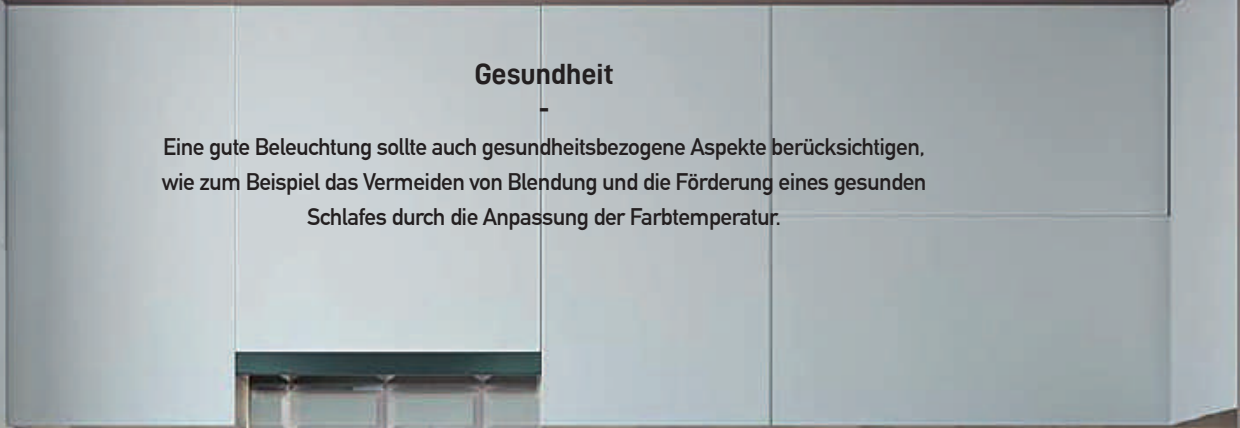 Gesundheit
-
Eine gute Beleuchtung sollte auch gesundheitsbezogene Aspekte berücksichtigen,
wie zum Beispiel das Vermeiden von Blendung und die Förderung eines gesunden
Schlafes durch die Anpassung der Farbtemperatur.